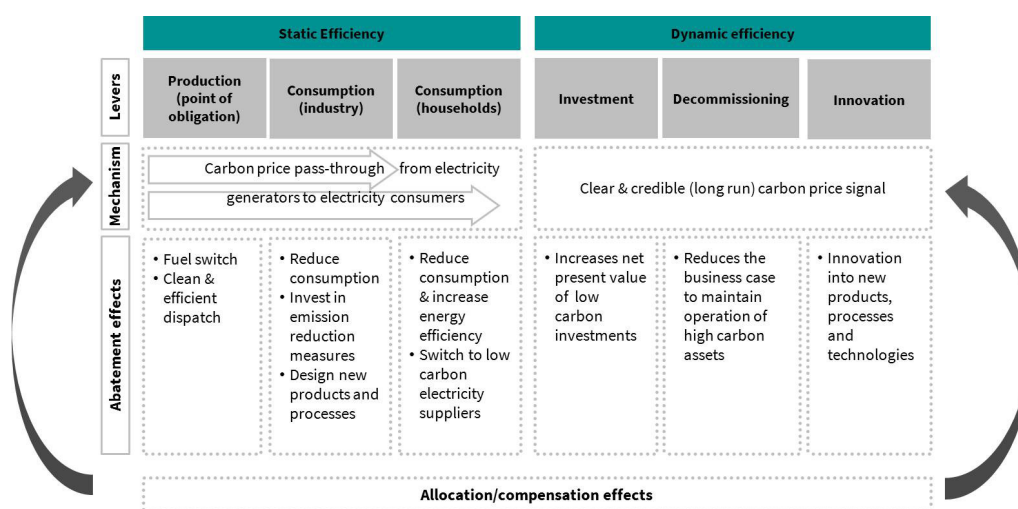 Static Efficiency
Dynamic efficiency
Levers
Production
(point of
obligation)
Consumption
(industry)
Consumption
(households)
Investment
Decommissioning
Innovation
Mechanism
Carbon price pass-through from electricity
generators to electricity consumers
Clear & credible (long run) carbon price signal
Abatement effects
• Fuel switch
• Clean &
efficient
dispatch
• Reduce
consumption
• Invest in
emission
reduction
measures
• Design new
products and
processes
• Reduce
consumption
& increase
energy
efficiency
• Switch to low
carbon
electricity
suppliers
• Increases net
present value
of low
carbon
investments
• Reduces the
business case
to maintain
operation of
high carbon
assets
• Innovation
into new
products,
processes
and
technologies
Allocation/compensation effects